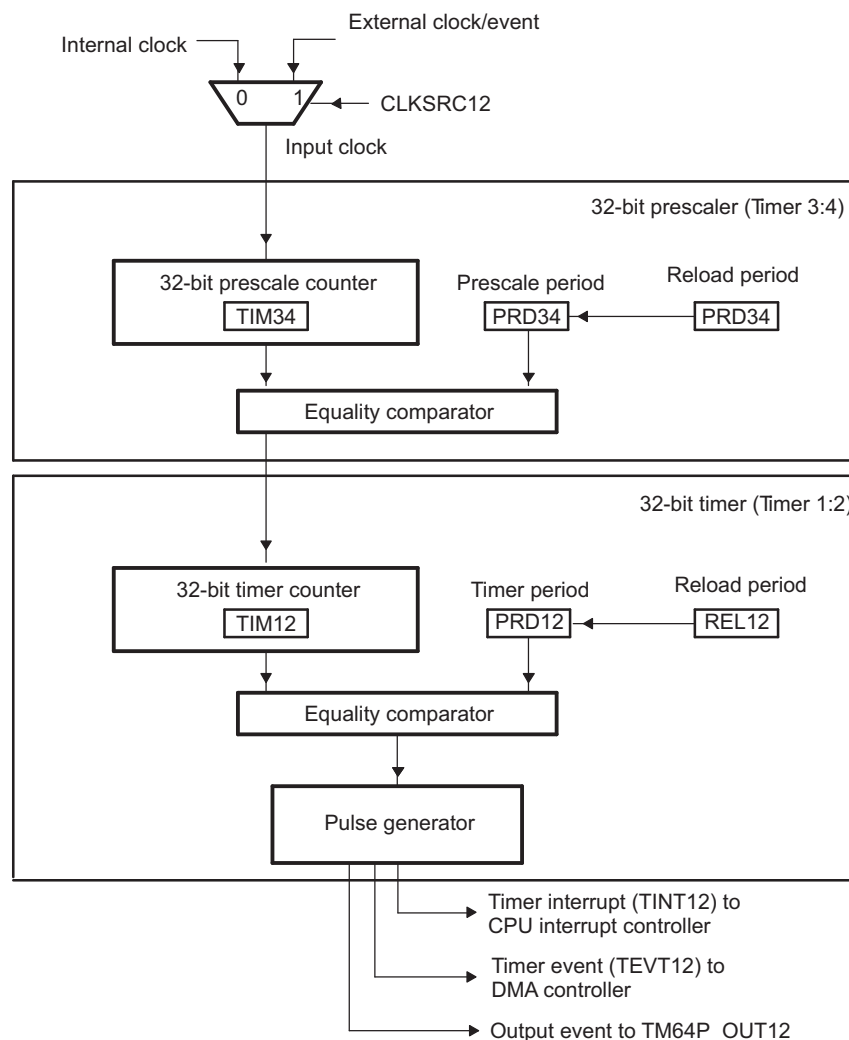 External clock/event
Internal clock
0 1
CLKSRC12
Input clock
32-bit prescaler (Timer 3:4)
32-bit prescale counter
TIM34
Prescale period
PRD34
Reload period
PRD34
Equality comparator
32-bit timer (Timer 1:2)
32-bit timer counter
TIM12
Timer period
PRD12
Reload period
REL12
Equality comparator
Pulse generator
Timer interrupt (TINT12) to
CPU interrupt controller
Timer event (TEVT12) to
DMA controller
Output event to TM64P_OUT12